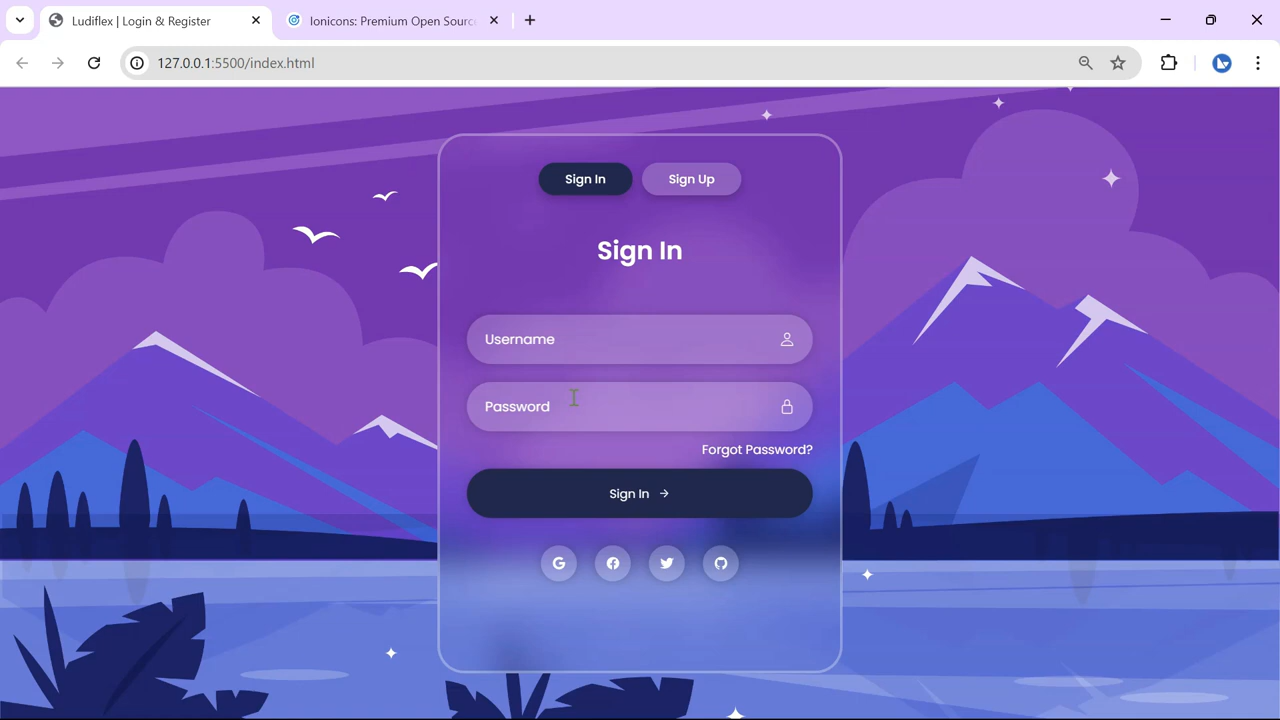 Ludiflex | Login & Register
Ionicons: Premium Open Source
127.0.0.1:5500/index.html
Sign In
Sign Up
Sign In
Username
Password
Forgot Password?
Sign In